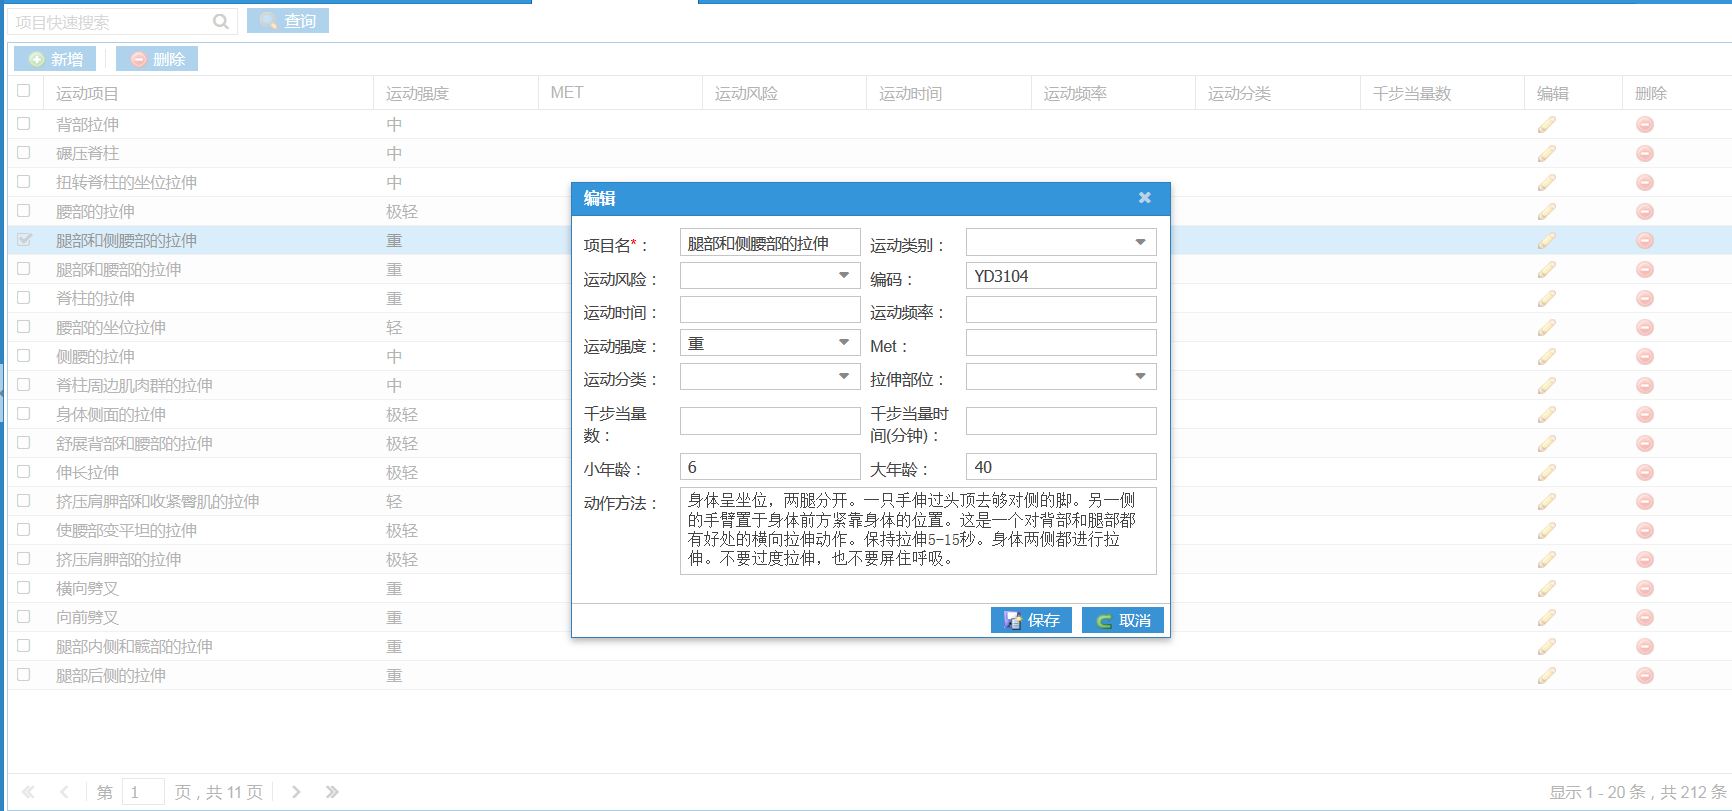 项目快速搜索 查询
新增 删除
运动项目 运动强度 MET 运动风险 运动时间 运动频率 运动分类 千步当量数 编辑 删除
背部拉伸 中
碾压脊柱 中
扭转脊柱的坐位拉伸 中
腰部的拉伸 极轻
腿部和侧腰部的拉伸 重
腿部和腰部的拉伸 重
脊柱的拉伸 重
腰部的坐位拉伸 轻
侧腰的拉伸 中
脊柱周边肌肉群的拉伸 中
身体侧面的拉伸 极轻
舒展背部和腰部的拉伸 极轻
伸长拉伸 极轻
挤压肩胛部和收紧臀肌的拉伸 轻
使腰部变平坦的拉伸 极轻
挤压肩胛部的拉伸 极轻
横向劈叉 重
向前劈叉 重
腿部内侧和髋部的拉伸 重
腿部后侧的拉伸 重
编辑
项目名*： 腿部和侧腰部的拉伸 运动类别：
运动风险： 编码： YD3104
运动时间： 运动频率：
运动强度： 重 Met：
运动分类： 拉伸部位：
千步当量
数：
千步当量时
间(分钟)：
小年龄： 6 大年龄： 40
动作方法： 身体呈坐位，两腿分开。一只手伸过头顶去够对侧的脚。另一侧
的手臂置于身体前方紧靠身体的位置。这是一个对背部和腿部都
有好处的横向拉伸动作。保持拉伸5-15秒。身体两侧都进行拉
伸。不要过度拉伸，也不要屏住呼吸。
保存 取消
第 1 页，共 11 页 显示 1 - 20 条，共 212 条